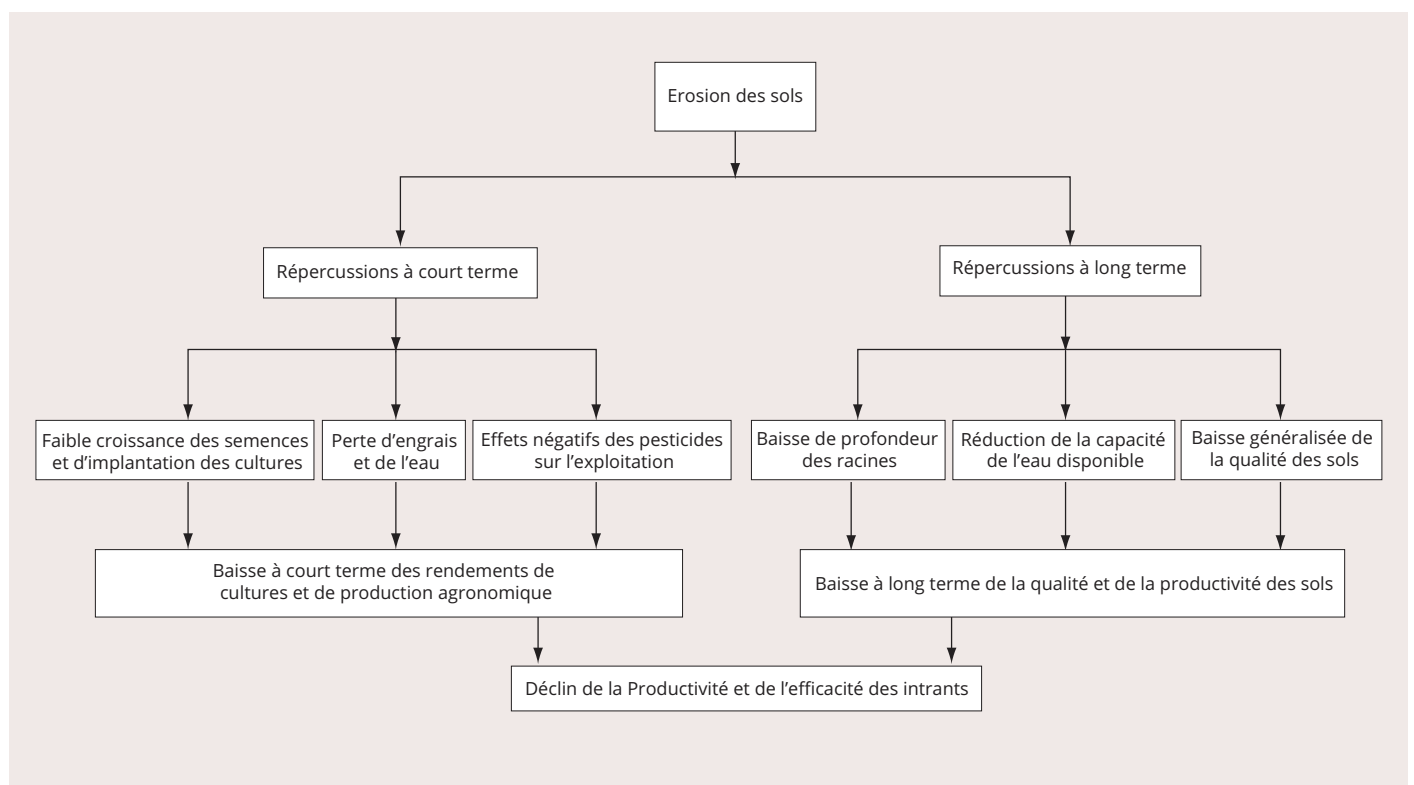 Erosion des sols
Répercussions à court terme
Répercussions à long terme
Faible croissance des semences
et d'implantation des cultures
Perte d'engrais
et de l'eau
Effets négatifs des pesticides
sur l'exploitation
Baisse de profondeur
des racines
Réduction de la capacité
de l'eau disponible
Baisse généralisée de
la qualité des sols
Baisse à court terme des rendements de
cultures et de production agronomique
Baisse à long terme de la qualité et de la productivité des sols
Déclin de la Productivité et de l'efficacité des intrants